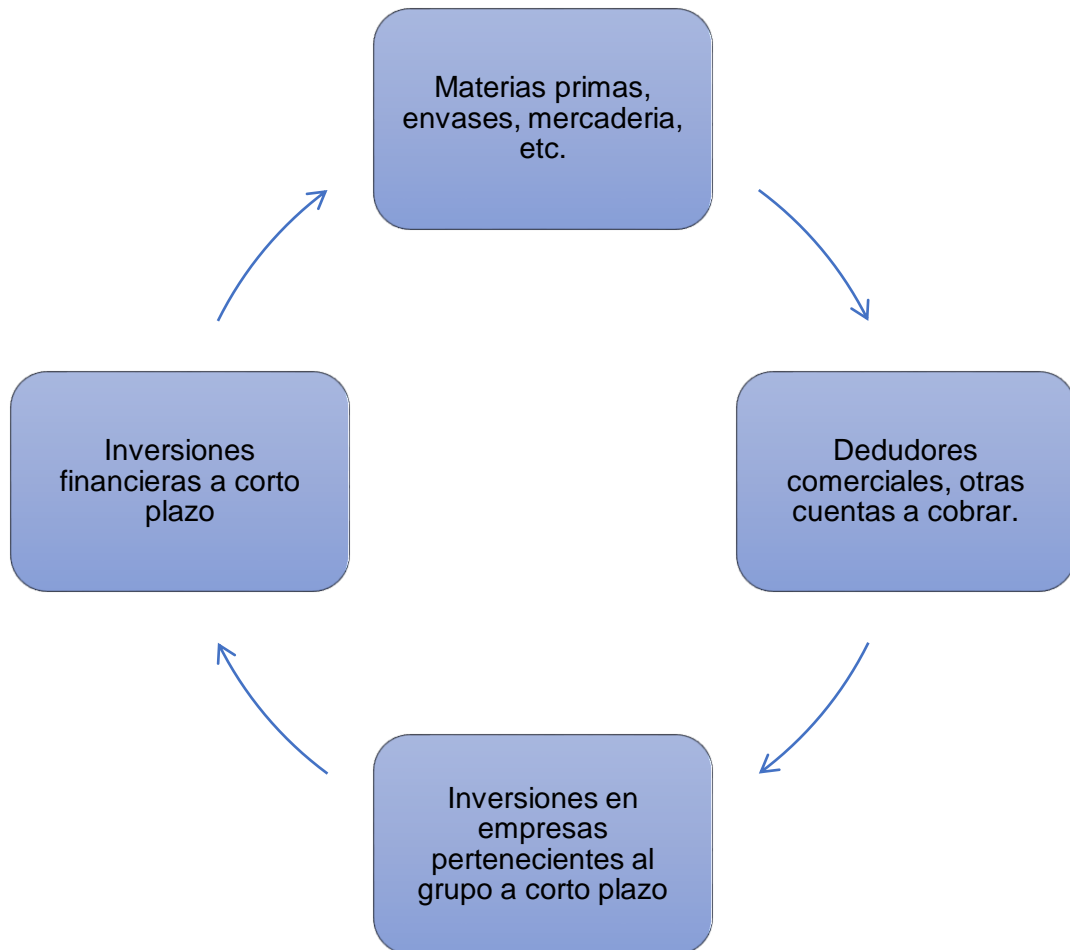 Materias primas,
envases, mercaderia,
etc.
Dedudores
comerciales, otras
cuentas a cobrar.
Inversiones en
empresas
pertenecientes al
grupo a corto plazo
Inversiones
financieras a corto
plazo